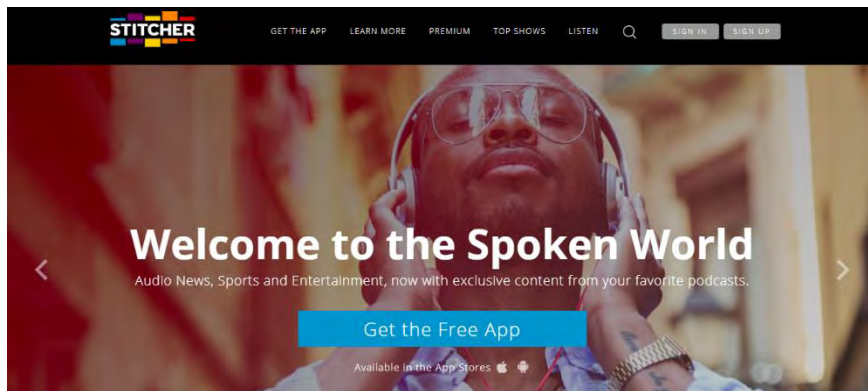 STITCHER
GET THE APP LEARN MORE PREMIUM TOP SHOWS LISTEN SIGN IN SIGN UP
Welcome to the Spoken World
Audio News, Sports and Entertainment, now with exclusive content from your favorite podcasts.
Get the Free App
Available in the App Stores